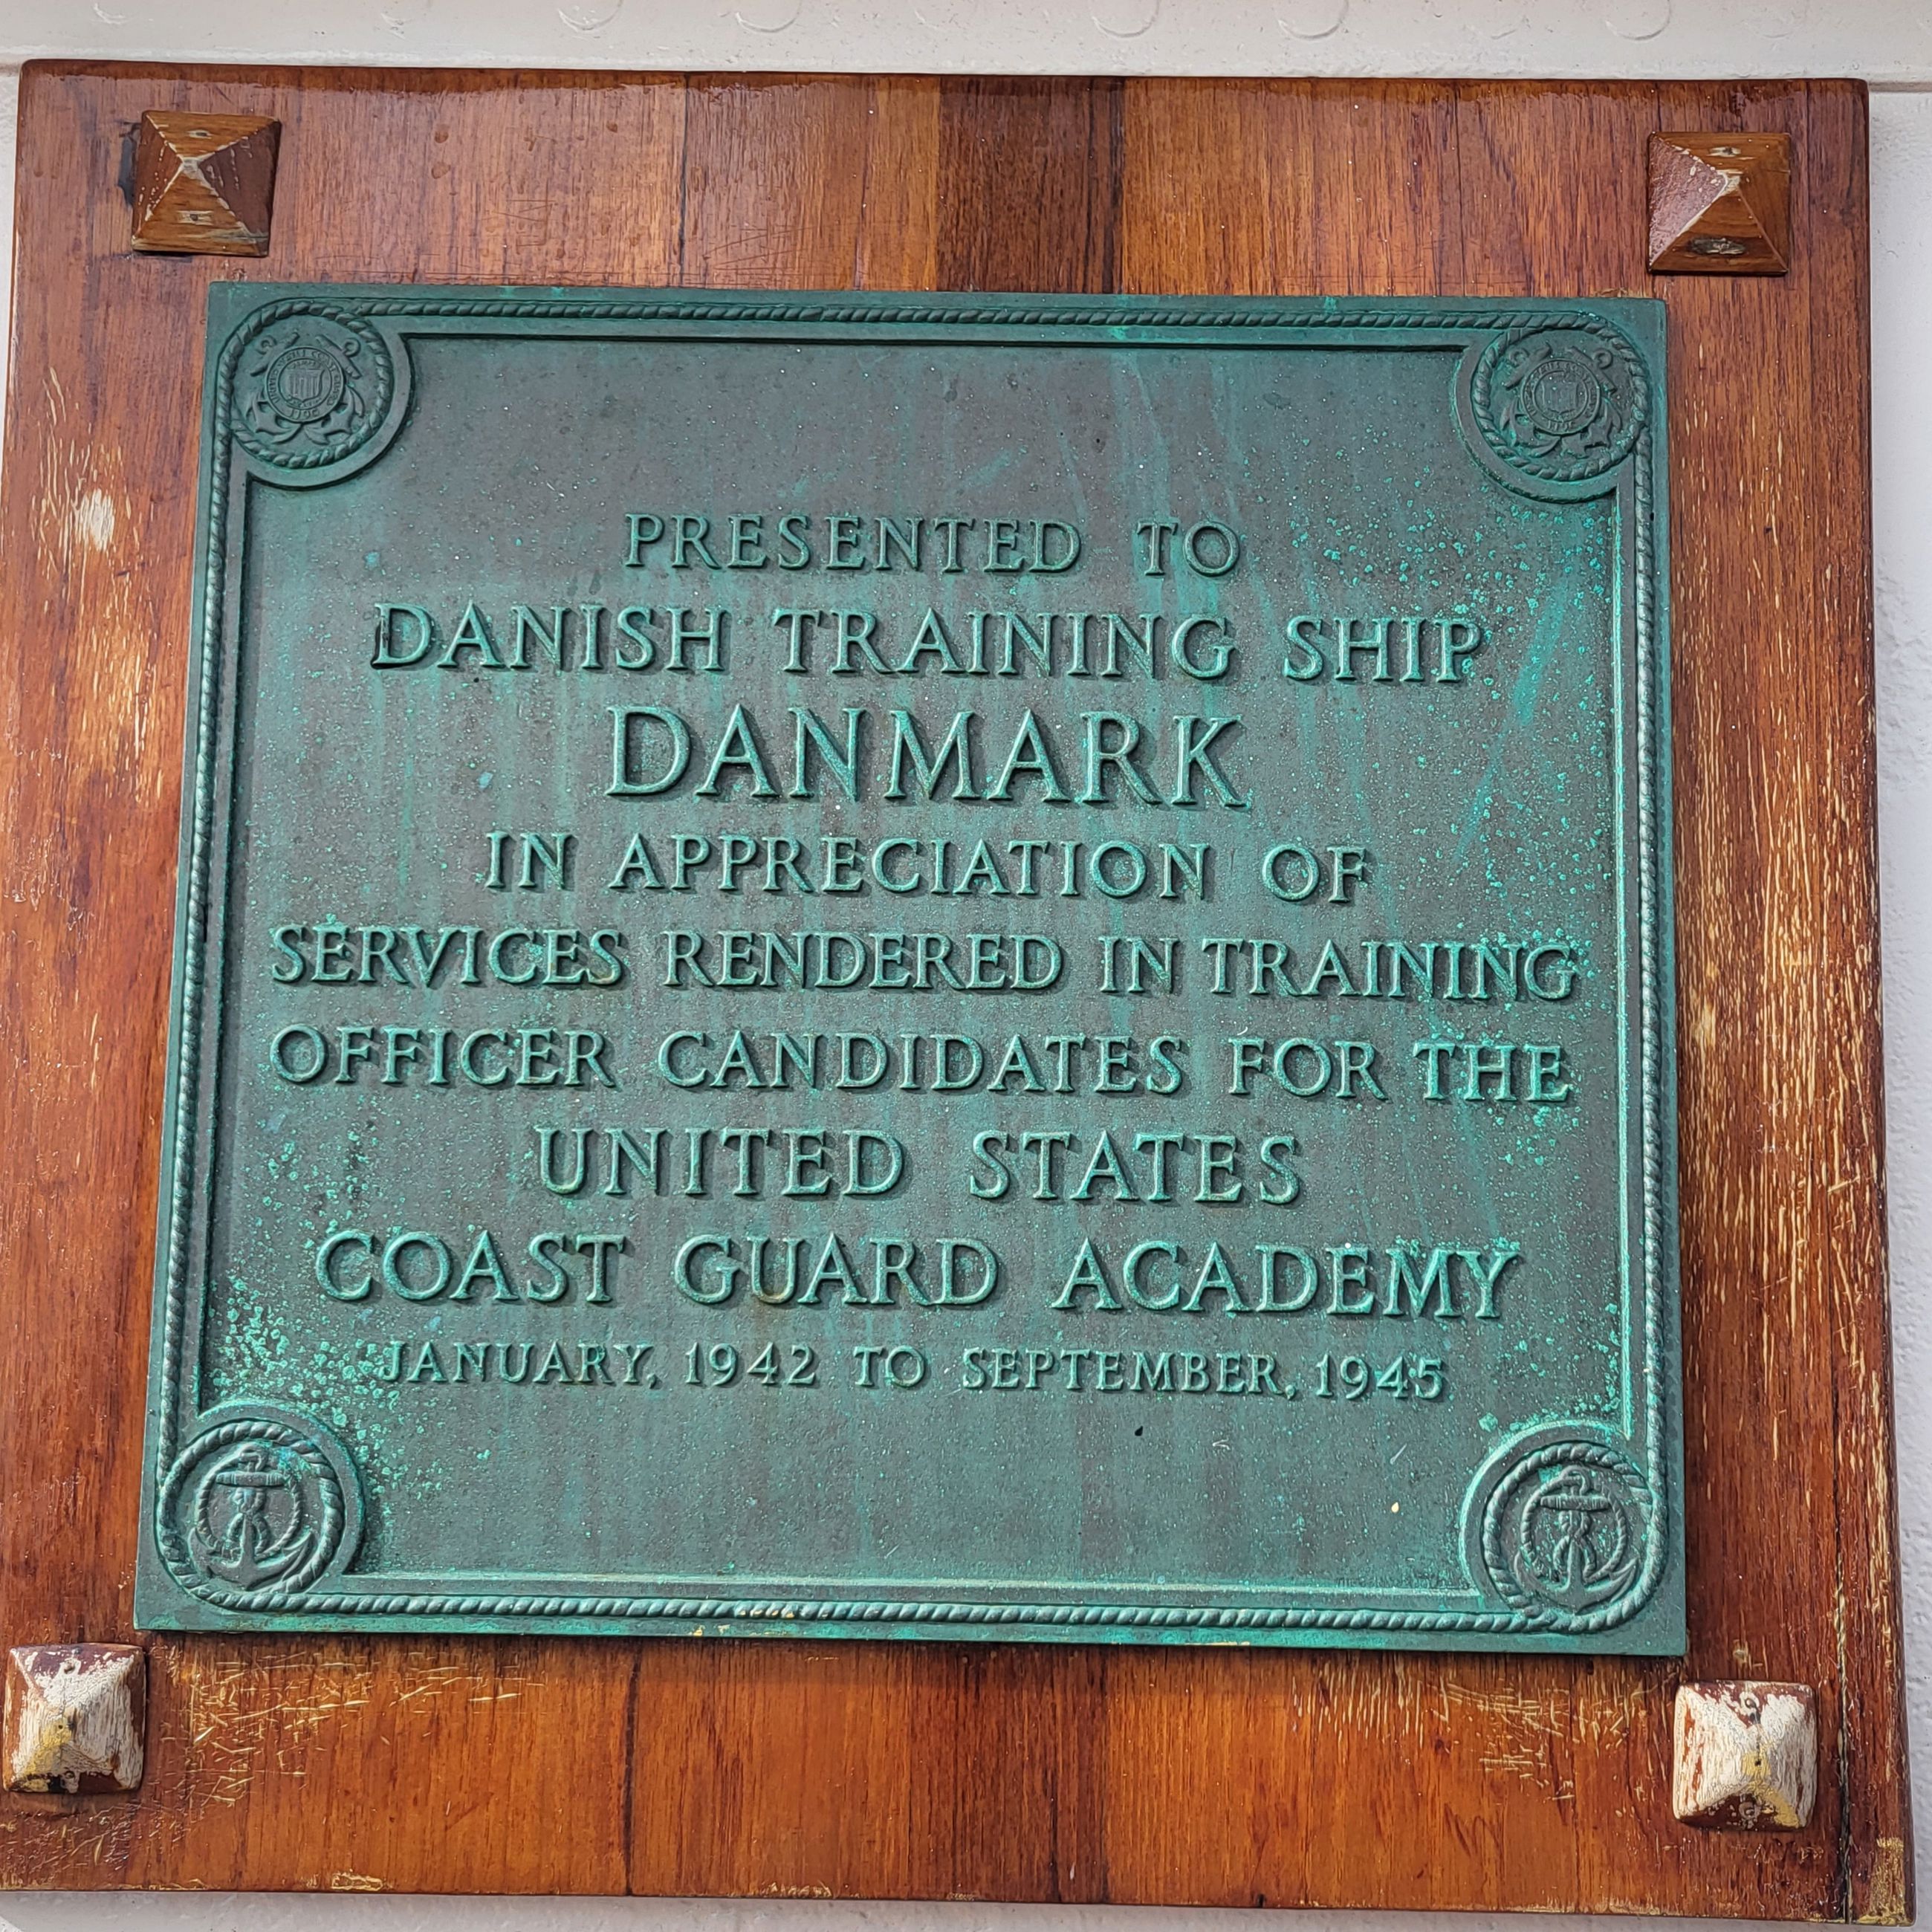 PRESENTED TO
DANISH TRAINING SHIP
DANMARK
IN APPRECIATION OF
SERVICES RENDERED IN TRAINING
OFFICER CANDIDATES FOR THE
UNITED STATES
COAST GUARD ACADEMY
JANUARY, 1942 TO SEPTEMBER, 1945